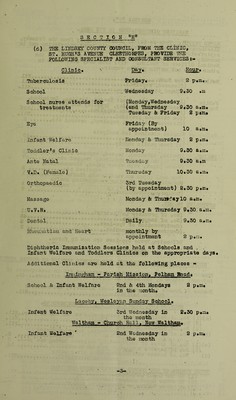 SECTION "B"
(c) THE LINDSEY COUNTY COUNCIL, FROM THE CLINIC,
ST. HUGH'S AVENUE CLEETHORPES, PROVIDE THE
FOLLOWING SPECIALIST AND CONSULTANT SERVICES:-
Clinic. Day. Hour.
Tuberculosis Friday. 2 p.m.
School Wednesday 9.30
School nurse attends for (Monday, Wednesday
treatments (and Thursday 9.30 a.m.
Tuesday & Friday 2 p.m.
Eye Friday (By
appointment) 10 a.m.
Infant Welfare Monday & Thursday 2 p.m.
Toddler's Clinic Monday 9.30 a.m.
Ante Natal Tuesday 9.30 a.m.
V.D. (Female) Thursday 10.30 a.m.
Orthopaedic 3rd Tuesday
(by appointment) 9.30 p.m.
Massage Monday & Thursday 10 a.m.
U.V.R. Monday & Thursday 9.30 a.m.
Dental Daily 9.30 a.m.
Rheumatism and Heart monthly by
appointment 2 p.m.
Diphtheria Immunisation Sessions held at Schools and
Infant Welfare and Toddlers Clinics on the appropriate days.
Additional Clinics are held at the following places -
Immingham - Parish Mission, Pelham Road.
School & Infant Welfare 2nd & 4th Mondays 2 p.m.
in the month.
Laceby, Wesleyan Sunday School.
Infant Welfare 3rd Wednesday in 2.30 p.m.
the month
Waltham - Church Hall, New Waltham.
Infant Welfare 2nd Wednesday in 2 p.m.
the month